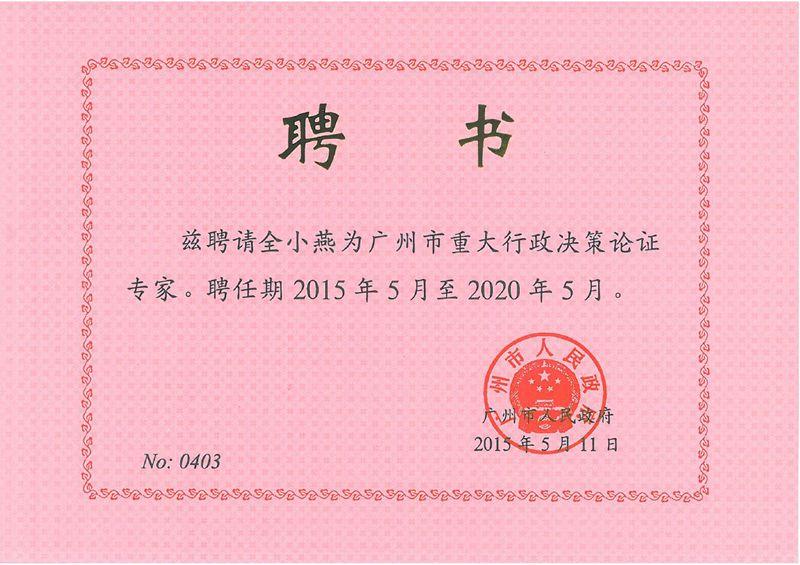 聘 书
兹聘请全小燕为广州市重大行政决策论证
专家。聘任期 2015 年 5 月至 2020 年 5 月。
广州市人民政府
广州市人民政府
2015 年 5 月 11 日
No: 0403